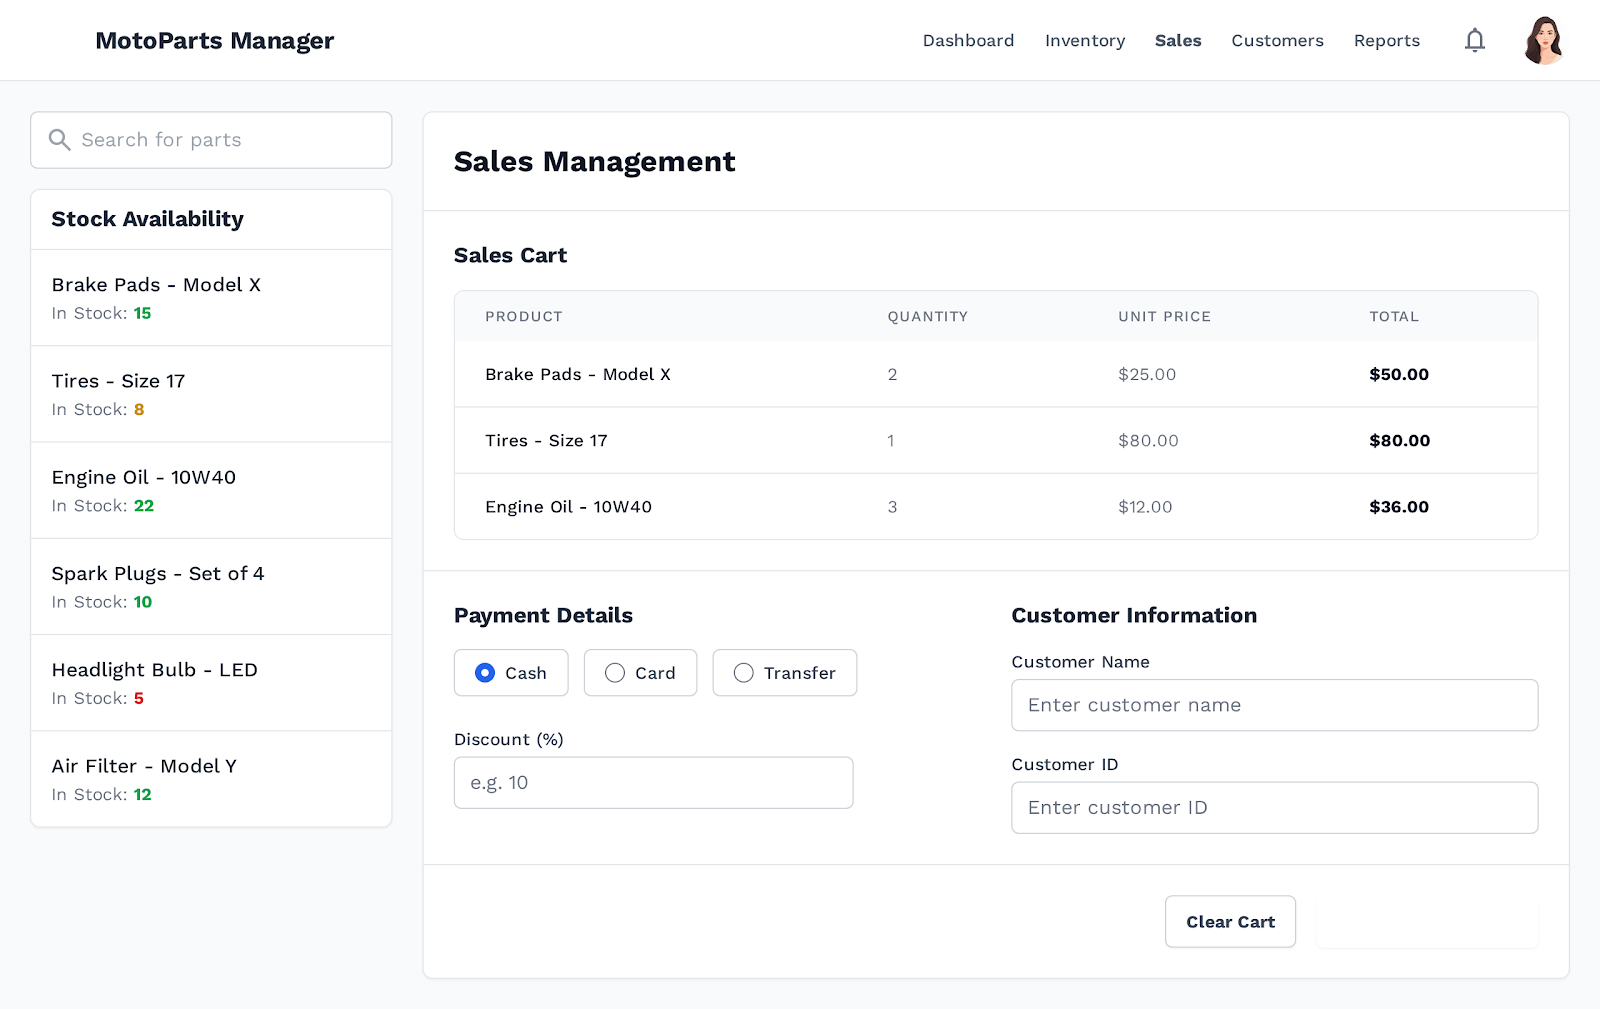 MotoParts Manager
Dashboard Inventory Sales Customers Reports
Search for parts
Stock Availability
Brake Pads - Model X
In Stock: 15
Tires - Size 17
In Stock: 8
Engine Oil - 10W40
In Stock: 22
Spark Plugs - Set of 4
In Stock: 10
Headlight Bulb - LED
In Stock: 5
Air Filter - Model Y
In Stock: 12
Sales Management
Sales Cart
PRODUCT QUANTITY UNIT PRICE TOTAL
Brake Pads - Model X 2 $25.00 $50.00
Tires - Size 17 1 $80.00 $80.00
Engine Oil - 10W40 3 $12.00 $36.00
Payment Details
Cash Card Transfer
Discount (%)
e.g. 10
Customer Information
Customer Name
Enter customer name
Customer ID
Enter customer ID
Clear Cart